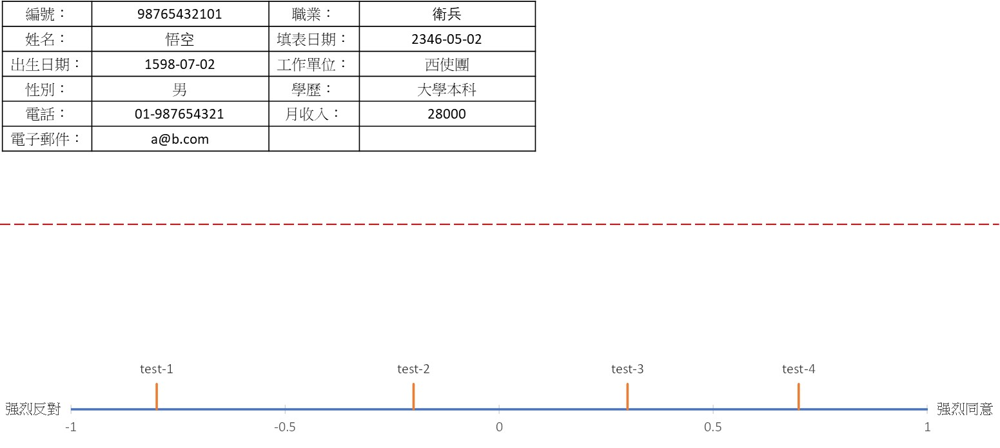 編號： 98765432101 職業： 衛兵
姓名： 悟空 填表日期： 2346-05-02
出生日期： 1598-07-02 工作單位： 西使團
性別： 男 學歷： 大學本科
電話： 01-987654321 月收入： 28000
電子郵件： a@b.com
test-1 test-2 test-3 test-4
强烈反對 强烈同意
-1 -0.5 0 0.5 1